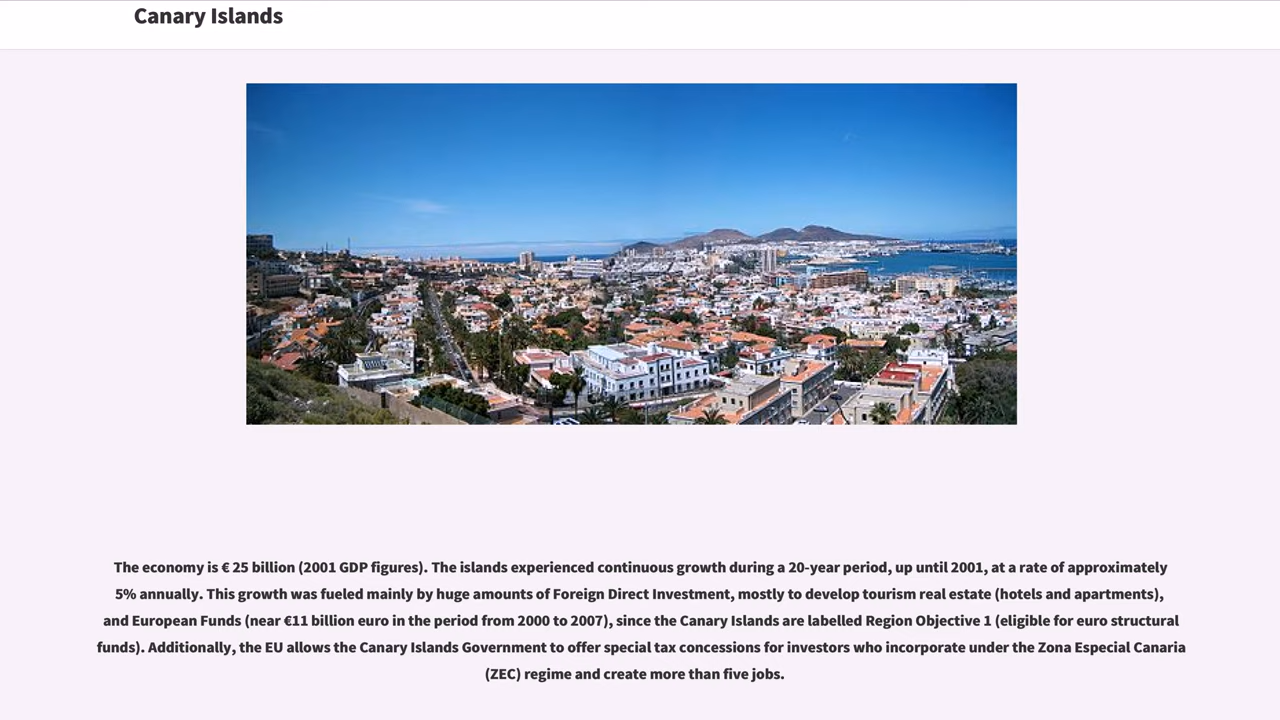 Canary Islands
The economy is € 25 billion (2001 GDP figures). The islands experienced continuous growth during a 20-year period, up until 2001, at a rate of approximately
5% annually. This growth was fueled mainly by huge amounts of Foreign Direct Investment, mostly to develop tourism real estate (hotels and apartments),
and European Funds (near €11 billion euro in the period from 2000 to 2007), since the Canary Islands are labelled Region Objective 1 (eligible for euro structural
funds). Additionally, the EU allows the Canary Islands Government to offer special tax concessions for investors who incorporate under the Zona Especial Canaria
(ZEC) regime and create more than five jobs.